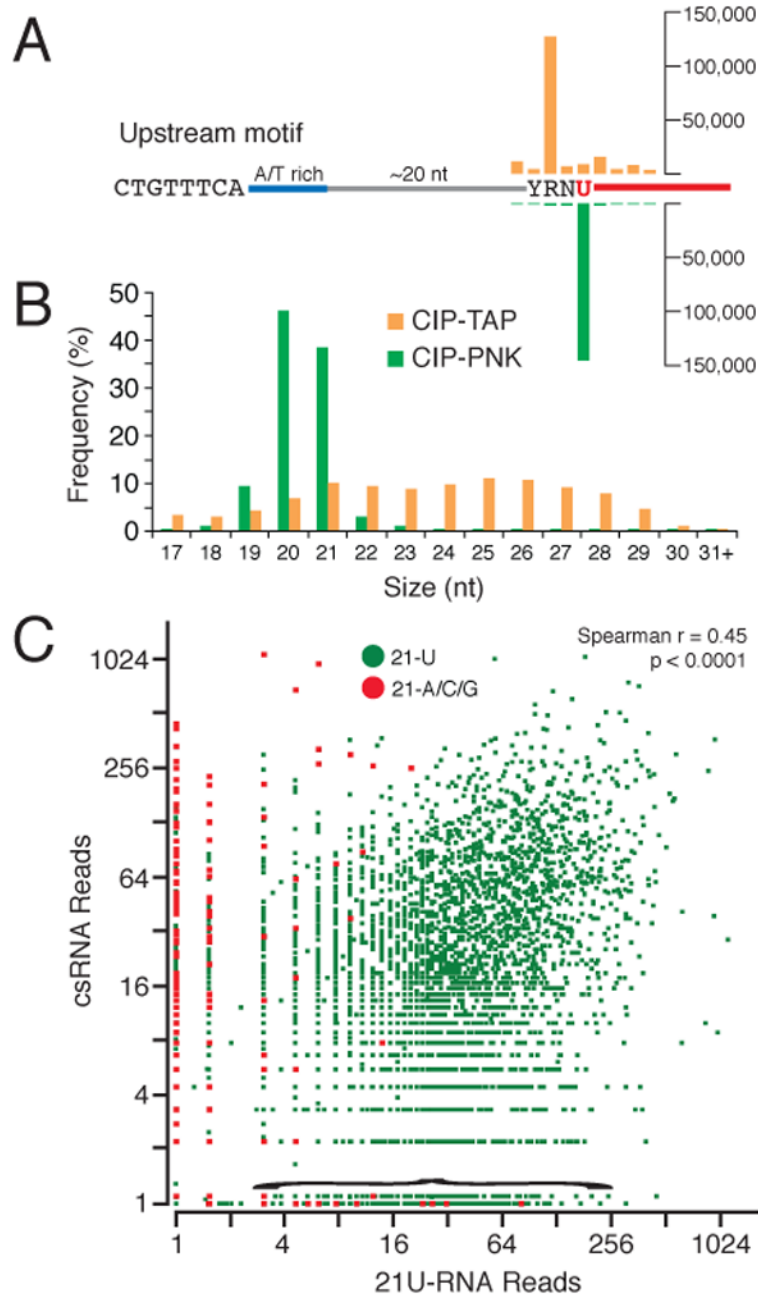 A
150,000
100,000
50,000
Upstream motif
CTGTTTCA A/T rich ~20 nt YRNU
50,000
100,000
150,000
B
Frequency (%)
50
40
30
20
10
0
CIP-TAP
CIP-PNK
17 18 19 20 21 22 23 24 25 26 27 28 29 30 31+
Size (nt)
C
Spearman r = 0.45
p < 0.0001
21-U
21-A/C/G
csRNA Reads
1024
256
64
16
4
1
1 4 16 64 256 1024
21U-RNA Reads